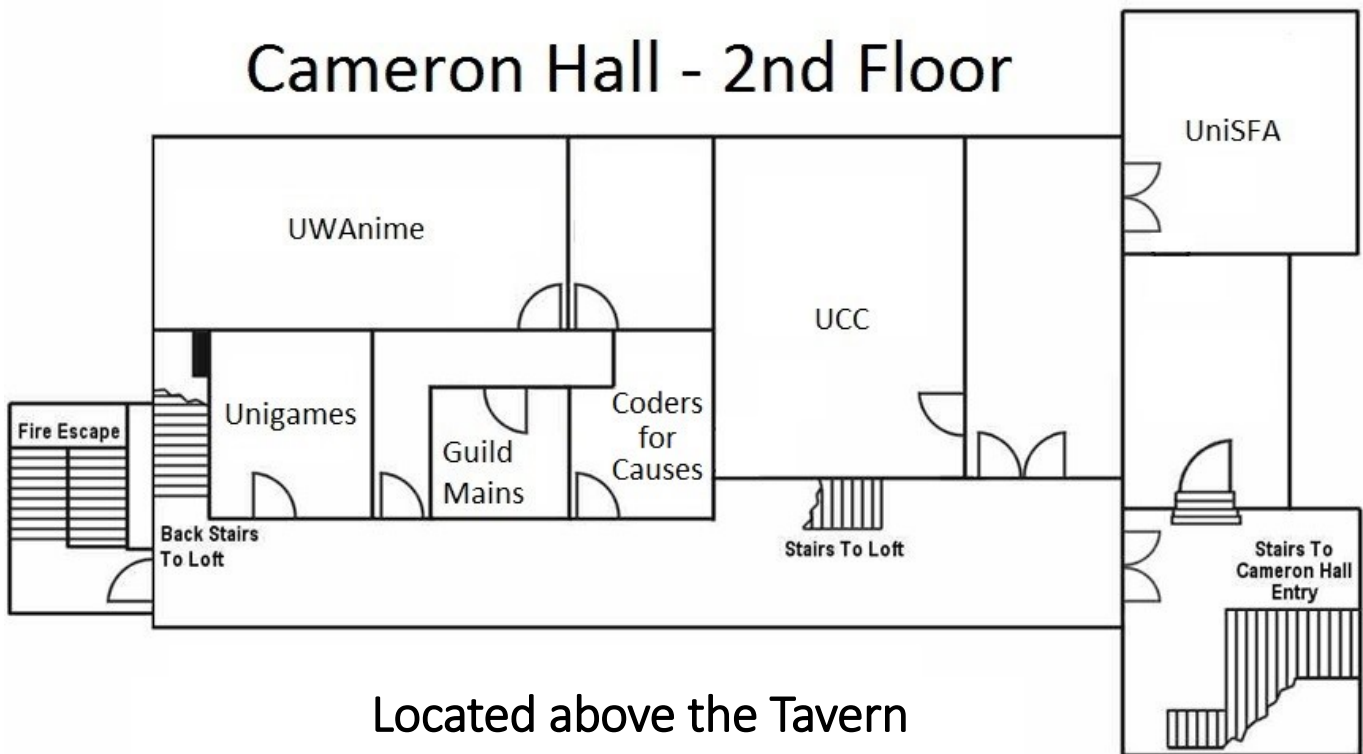 Cameron Hall - 2nd Floor
UniSFA
UWAnime
UCC
Unigames
Coders
for
Causes
Guild
Mains
Fire Escape
Back Stairs
To Loft
Stairs To Loft
Stairs To
Cameron Hall
Entry
Located above the Tavern